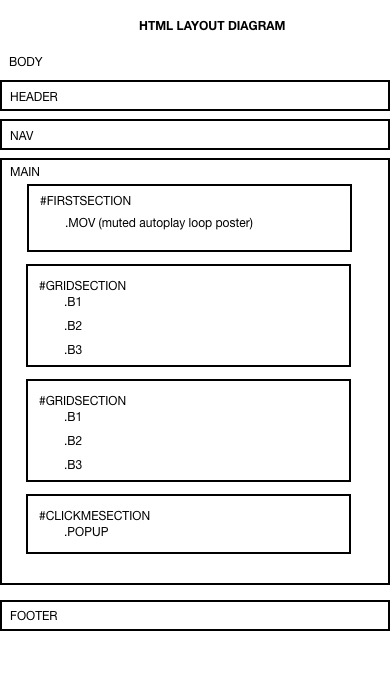 HTML LAYOUT DIAGRAM
BODY
HEADER
NAV
MAIN
#FIRSTSECTION
.MOV (muted autoplay loop poster)
#GRIDSECTION
.B1
.B2
.B3
#GRIDSECTION
.B1
.B2
.B3
#CLICKMESECTION
.POPUP
FOOTER